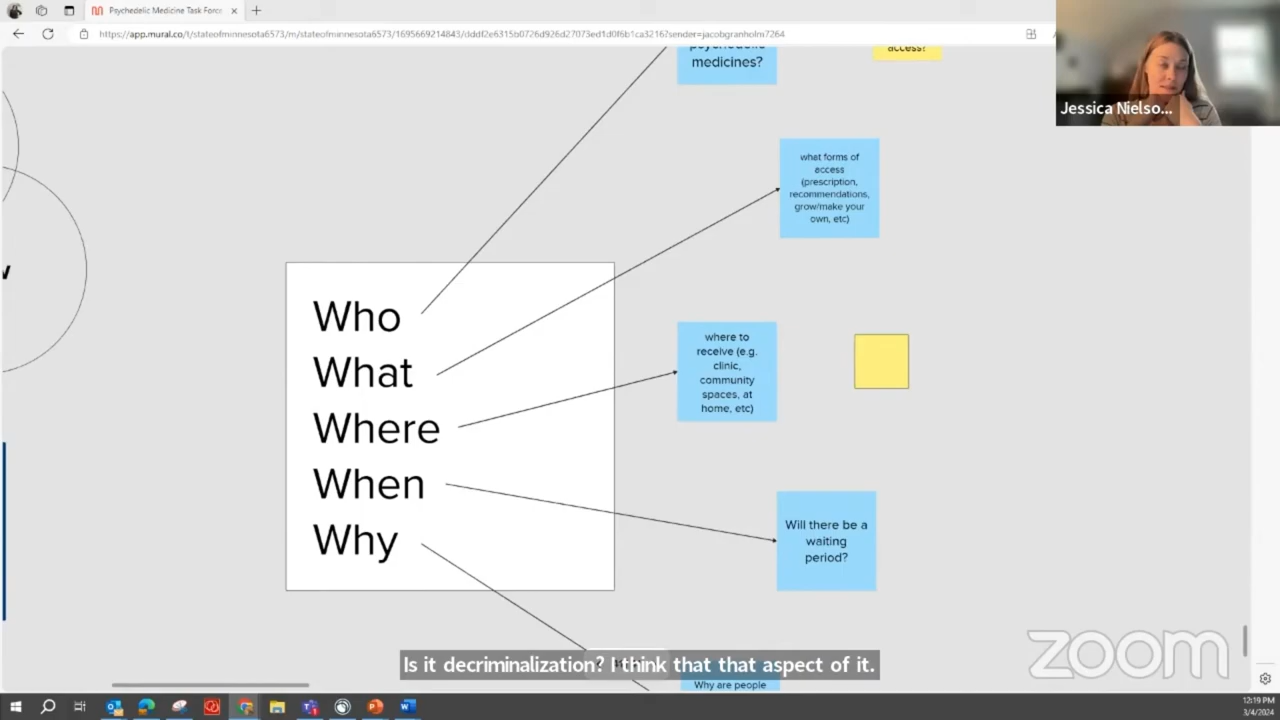 Psychedelic Medicine Task Force
https://app.mural.co/t/stateofminnesota6573/m/stateofminnesota6573/1695669214843/dddf2e6315b0726d926d27073ed1d0f6b1ca3216?sender=jacobgranholm7264
Jessica Nielso...
psychedelic
medicines?
access?
what forms of
access
(prescription,
recommendations,
grow/make your
own, etc)
Who
What
Where
When
Why
where to
receive (e.g.
clinic,
community
spaces, at
home, etc)
Will there be a
waiting
period?
Is it decriminalization? I think that that aspect of it.
Why are people
zoom
12:19 PM
3/4/2024